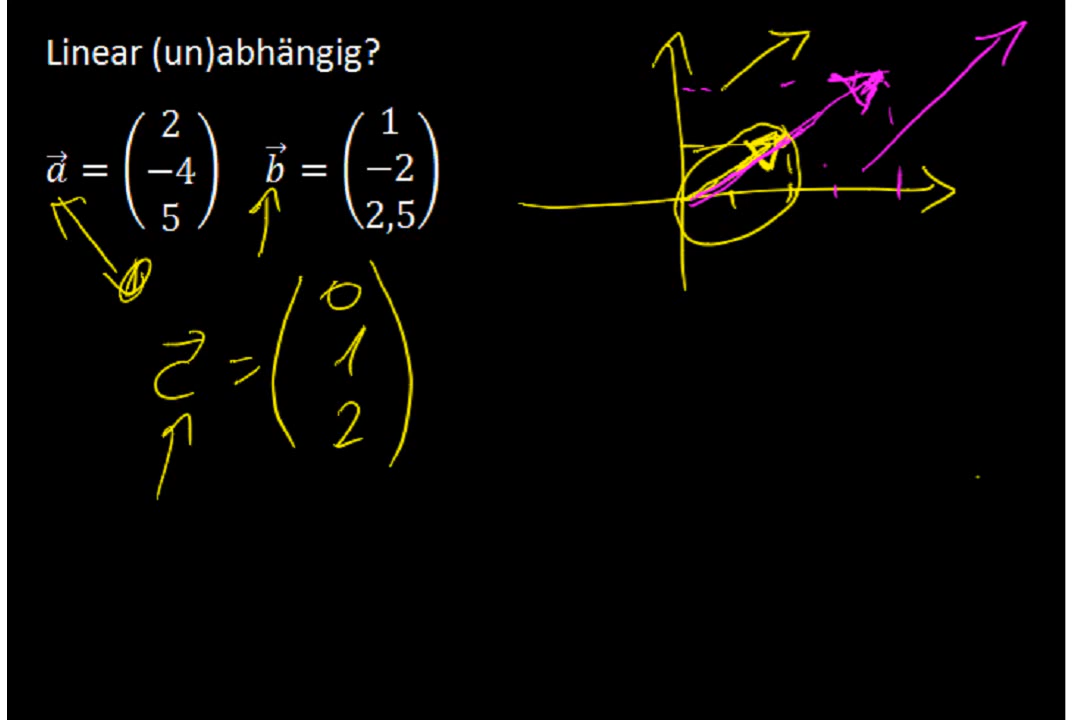 Linear (un)abhängig?
a⃗ = (2 −4 5) b⃗ = (1 −2 2,5)
c⃗ = (0 1 2)